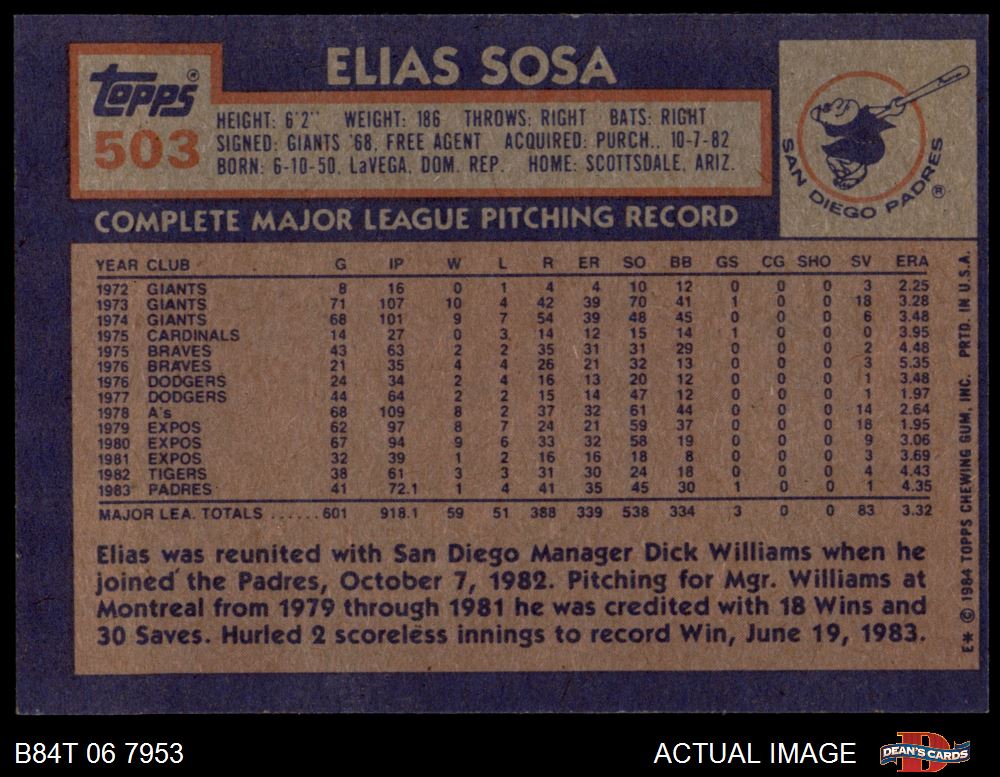 Topps®
503
ELIAS SOSA
HEIGHT: 6'2" WEIGHT: 186 THROWS: RIGHT BATS: RIGHT
SIGNED: GIANTS '68, FREE AGENT ACQUIRED: PURCH., 10-7-82
BORN: 6-10-50, LaVEGA, DOM. REP. HOME: SCOTTSDALE, ARIZ.
SAN DIEGO PADRES®
COMPLETE MAJOR LEAGUE PITCHING RECORD
YEAR CLUB G IP W L R ER SO BB GS CG SHO SV ERA
1972 GIANTS 8 16 0 1 4 4 10 12 0 0 0 3 2.25
1973 GIANTS 71 107 10 4 42 39 70 41 1 0 0 18 3.28
1974 GIANTS 68 101 9 7 54 39 48 45 0 0 0 6 3.48
1975 CARDINALS 14 27 0 3 14 12 15 14 1 0 0 0 3.95
1975 BRAVES 43 63 2 2 35 31 31 29 0 0 0 2 4.48
1976 BRAVES 21 35 4 4 26 21 32 13 0 0 0 3 5.35
1976 DODGERS 24 34 2 4 16 13 20 12 0 0 0 1 3.48
1977 DODGERS 44 64 2 2 15 14 47 12 0 0 0 1 1.97
1978 A's 68 109 8 2 37 32 61 44 0 0 0 14 2.64
1979 EXPOS 62 97 8 7 24 21 59 37 0 0 0 18 1.95
1980 EXPOS 67 94 9 6 33 32 58 19 0 0 0 9 3.06
1981 EXPOS 32 39 1 2 16 16 18 8 0 0 0 3 3.69
1982 TIGERS 38 61 3 3 31 30 24 18 0 0 0 4 4.43
1983 PADRES 41 72.1 1 4 41 35 45 30 1 0 0 1 4.35
MAJOR LEA. TOTALS ......601 918.1 59 51 388 339 538 334 3 0 0 83 3.32
Elias was reunited with San Diego Manager Dick Williams when he
joined the Padres, October 7, 1982. Pitching for Mgr. Williams at
Montreal from 1979 through 1981 he was credited with 18 Wins and
30 Saves. Hurled 2 scoreless innings to record Win, June 19, 1983.
E* © 1984 TOPPS CHEWING GUM, INC. PRTD. IN U.S.A.
B84T 06 7953
ACTUAL IMAGE
DEAN'S CARDS